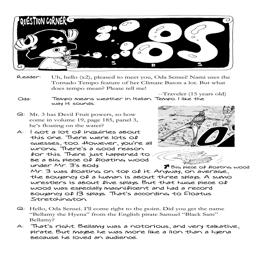 QUESTION CORNER
SBS
Reader: Uh, hello (x2), pleased to meet you, Oda Sensei! Nami uses the
Tornado Tempo feature of her Climate Baton a lot. But what
does tempo mean? Please tell me!
-Traveler (15 years old)
Oda: Tempo means weather in Italian. Tempo. I like the
way it sounds.
Q: Mr. 3 has Devil Fruit powers, so how
come in volume 19, page 185, panel 3,
he's floating on the water?
A: I got a lot of inquiries about
this one. There were lots of
guesses, too. However, you're all
wrong. There's a good reason
for this. There just happened to
be a big piece of floating wood
under Mr. 3's body.
Big piece of floating wood
Mr. 3 was floating on top of it. Anyway, on average,
the buoyancy of a human is about three splays. A sumo
wrestler's is about five splays. But that huge piece of
wood was especially magnificent and had a record
buoyancy of 13 splays. That's according to Floatus
Stretchington.
Q: Hello, Oda Sensei. I'll come right to the point. Did you get the name
"Bellamy the Hyena" from the English pirate Samuel "Black Sam"
Bellamy?
A: That's right. Bellamy was a notorious, and very talkative,
pirate. But maybe he was more like a lion than a hyena
because he loved an audience.